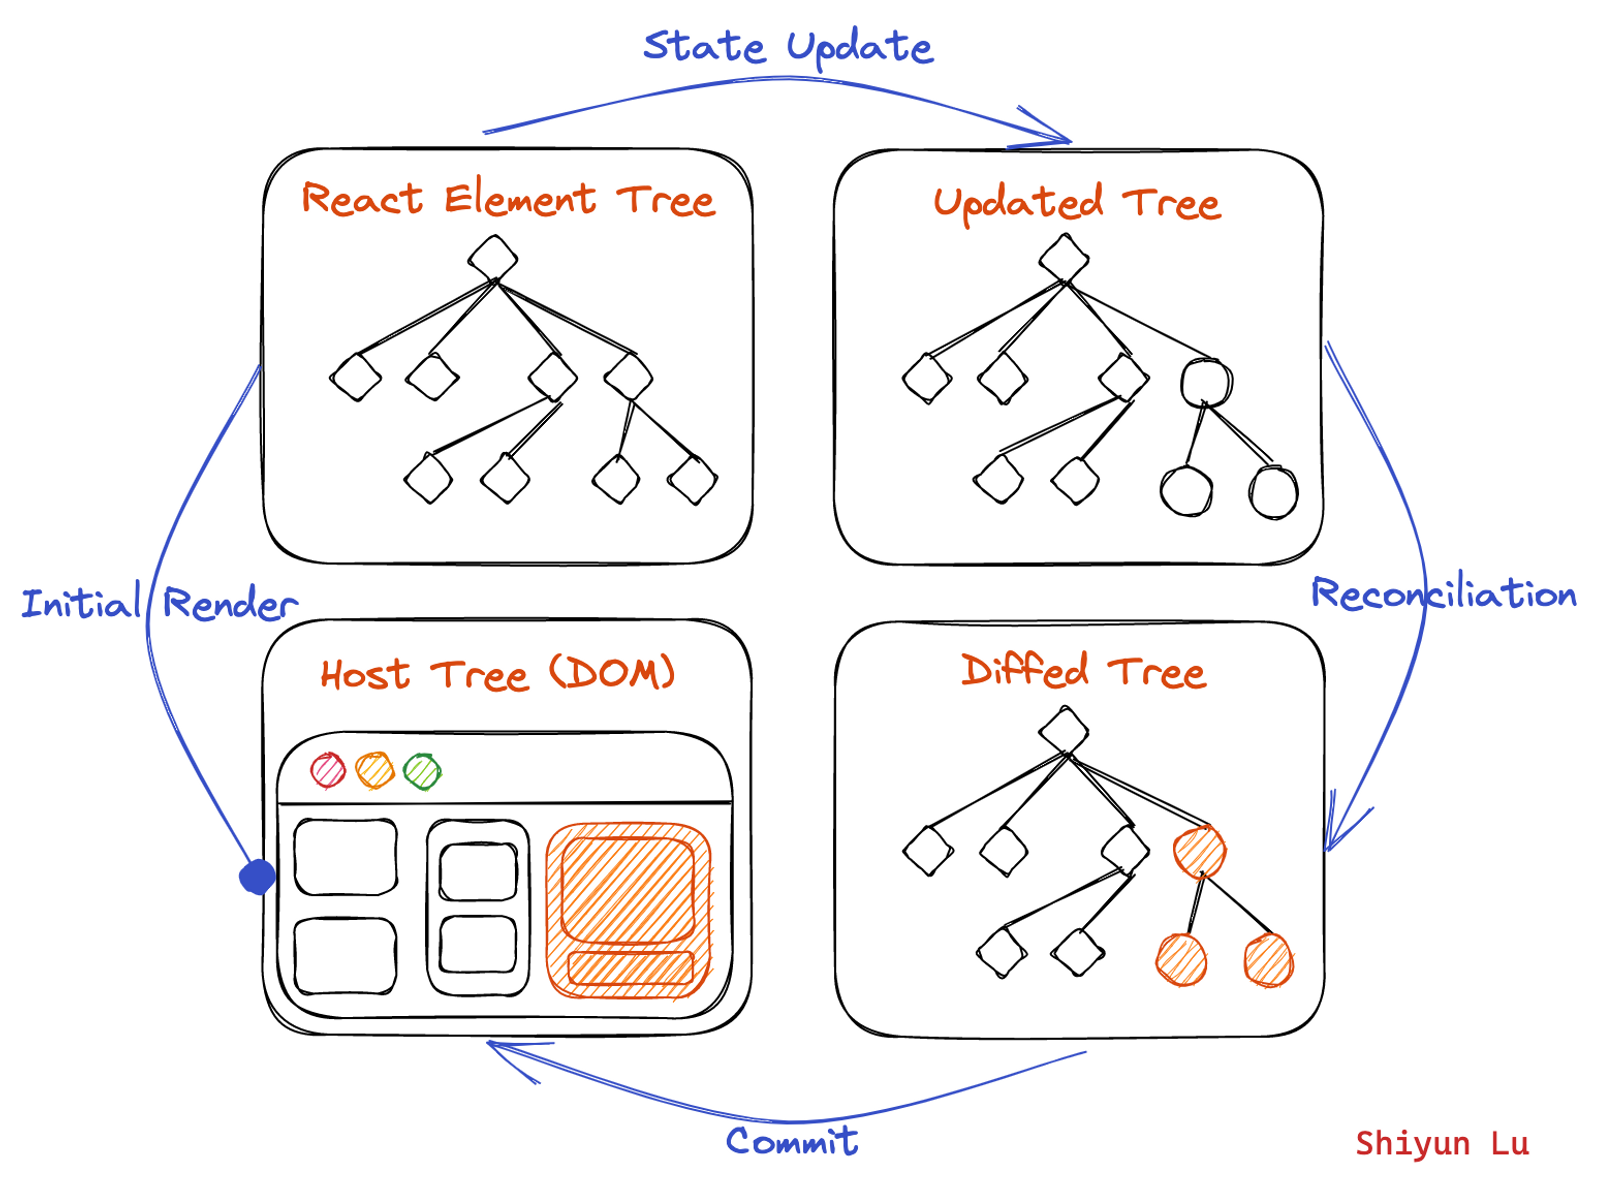 State Update
React Element Tree
Updated Tree
Initial Render
Reconciliation
Host Tree (DOM)
Diffed Tree
Commit
Shiyun Lu